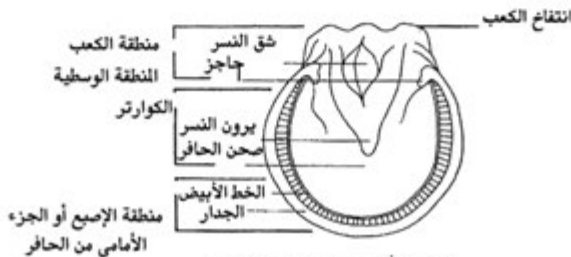 انتفاخ الكعب
شق النسر
منطقة الكعب
حاجز
المنطقة الوسطية
الكوارتر
برون النسر
صحن الحافر
الخط الأبيض
منطقة الإصبع أو الجزء
الجدار
الأمامي من الحافر